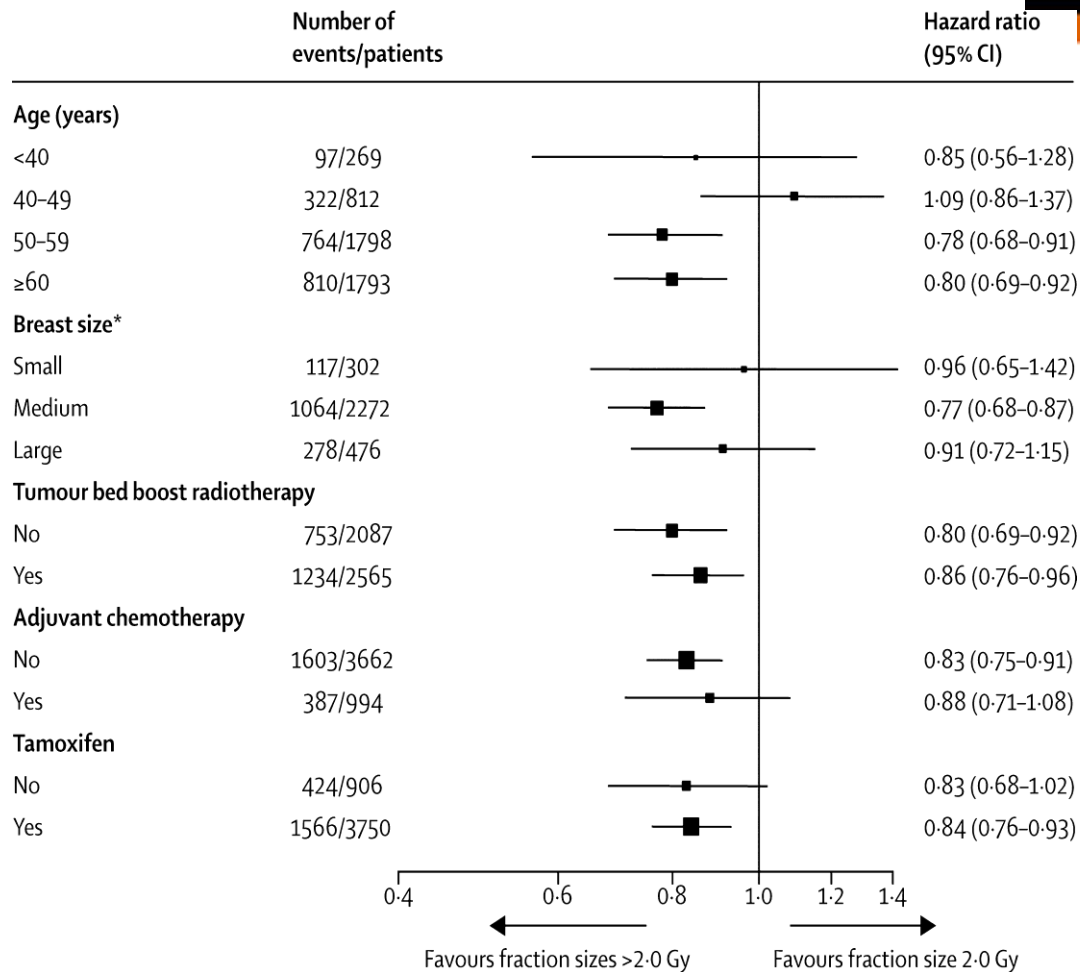 Number of events/patients Hazard ratio (95% CI)
Age (years)
<40 97/269 0·85 (0·56–1·28)
40–49 322/812 1·09 (0·86–1·37)
50–59 764/1798 0·78 (0·68–0·91)
≥60 810/1793 0·80 (0·69–0·92)
Breast size*
Small 117/302 0·96 (0·65–1·42)
Medium 1064/2272 0·77 (0·68–0·87)
Large 278/476 0·91 (0·72–1·15)
Tumour bed boost radiotherapy
No 753/2087 0·80 (0·69–0·92)
Yes 1234/2565 0·86 (0·76–0·96)
Adjuvant chemotherapy
No 1603/3662 0·83 (0·75–0·91)
Yes 387/994 0·88 (0·71–1·08)
Tamoxifen
No 424/906 0·83 (0·68–1·02)
Yes 1566/3750 0·84 (0·76–0·93)
0·4 0·6 0·8 1·0 1·2 1·4
Favours fraction sizes >2·0 Gy Favours fraction size 2·0 Gy